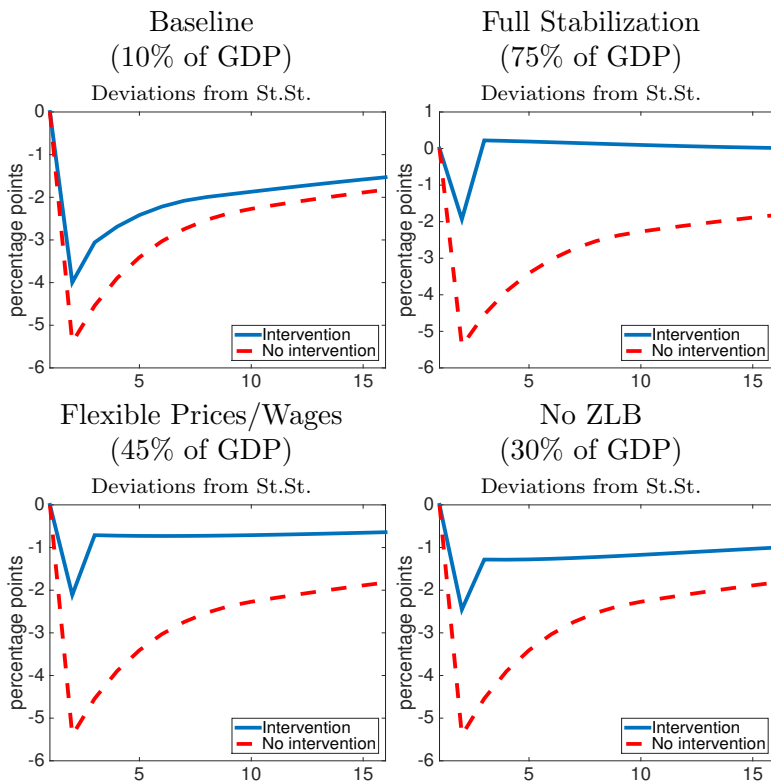 Baseline
(10% of GDP)
Deviations from St.St.
percentage points
0
-1
-2
-3
-4
-5
-6
5
10
15
Intervention
No intervention
Full Stabilization
(75% of GDP)
Deviations from St.St.
percentage points
1
0
-1
-2
-3
-4
-5
-6
5
10
15
Intervention
No intervention
Flexible Prices/Wages
(45% of GDP)
Deviations from St.St.
percentage points
0
-1
-2
-3
-4
-5
-6
5
10
15
Intervention
No intervention
No ZLB
(30% of GDP)
Deviations from St.St.
percentage points
0
-1
-2
-3
-4
-5
-6
5
10
15
Intervention
No intervention